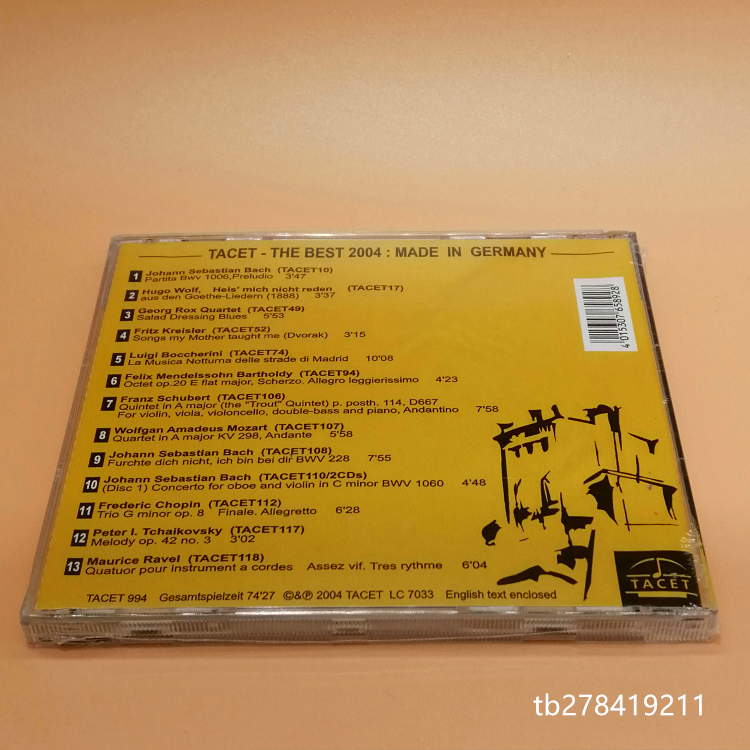 TACET - THE BEST 2004 : MADE IN GERMANY
1 Johann Sebastian Bach (TACET10)
Partita Bwv 1006,Preludio 3'47
2 Hugo Wolf, Heis' mich nicht reden (TACET17)
aus den Goethe-Liedern (1888) 3'37
3 Georg Rox Quartet (TACET49)
Salad Dressing Blues 5'53
4 Fritz Kreisler (TACET52)
Songs my Mother taught me (Dvorak) 3'15
5 Luigi Boccherini (TACET74)
La Musica Notturna delle strade di Madrid 10'08
6 Felix Mendelssohn Bartholdy (TACET94)
Octet op.20 E flat major, Scherzo. Allegro leggierissimo 4'23
7 Franz Schubert (TACET106)
Quintet in A major (the "Trout" Quintet) p. posth. 114, D667
For violin, viola, violoncello, double-bass and piano, Andantino 7'58
8 Wolfgan Amadeus Mozart (TACET107)
Quartet in A major KV 298, Andante 5'58
9 Johann Sebastian Bach (TACET108)
Furchte dich nicht, ich bin bei dir BWV 228 7'55
10 Johann Sebastian Bach (TACET110/2CDs)
(Disc 1) Concerto for oboe and violin in C minor BWV 1060 4'48
11 Frederic Chopin (TACET112)
Trio G minor op. 8 Finale. Allegretto 6'28
12 Peter I. Tchaikovsky (TACET117)
Melody op. 42 no. 3 3'02
13 Maurice Ravel (TACET118)
Quatuor pour instrument a cordes Assez vif. Tres rythme 6'04
TACET 994 Gesamtspielzeit 74'27 ©&℗ 2004 TACET LC 7033 English text enclosed
4 015307 658928
TACET
tb278419211